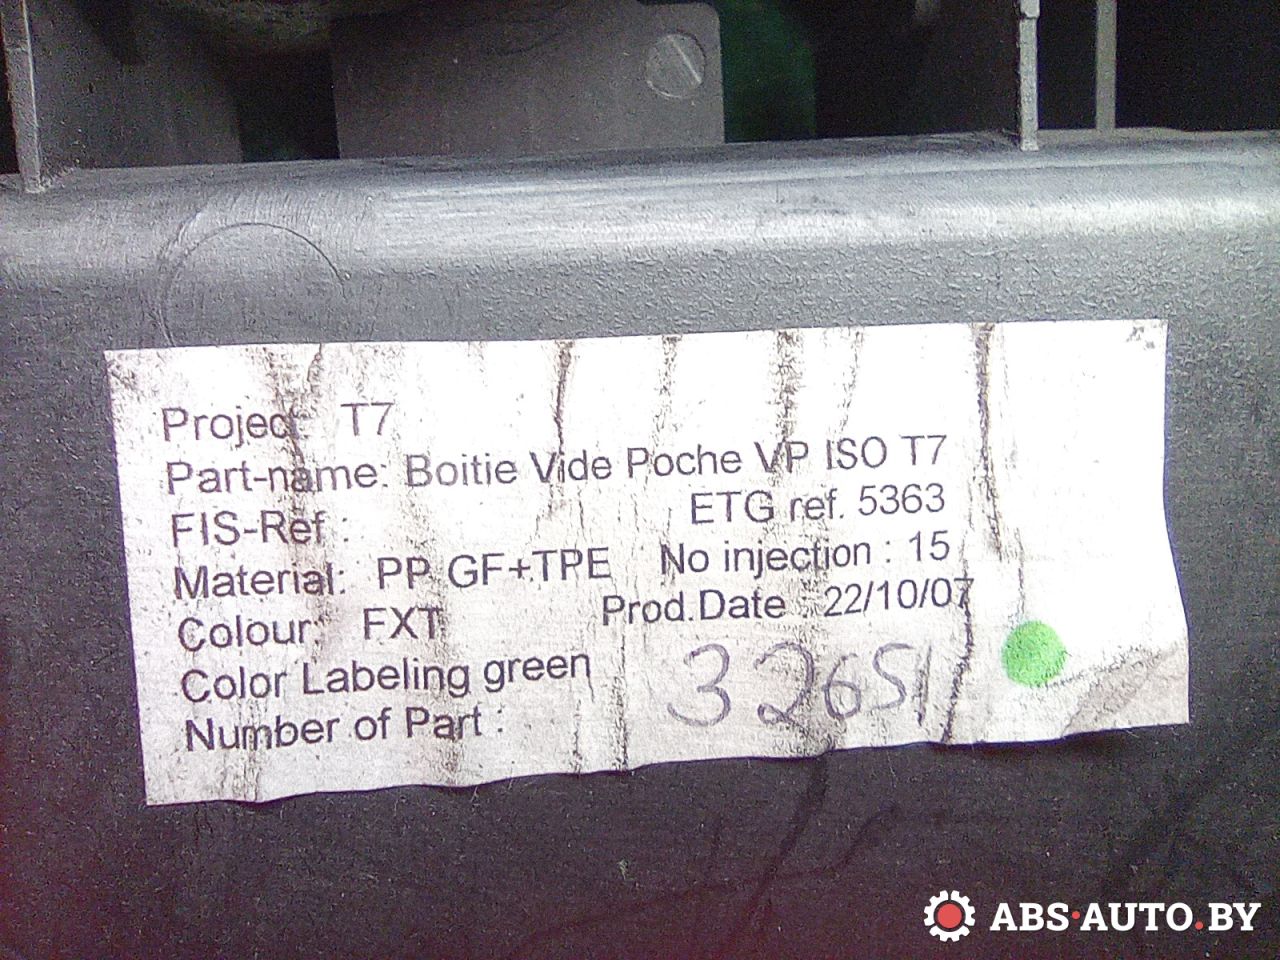 Project: T7
Part-name: Boitie Vide Poche VP ISO T7
FIS-Ref : ETG ref. 5363
Material: PP GF+TPE No injection : 15
Colour: FXT Prod.Date : 22/10/07
Color Labeling green
Number of Part : 32651
ABS·AUTO.BY